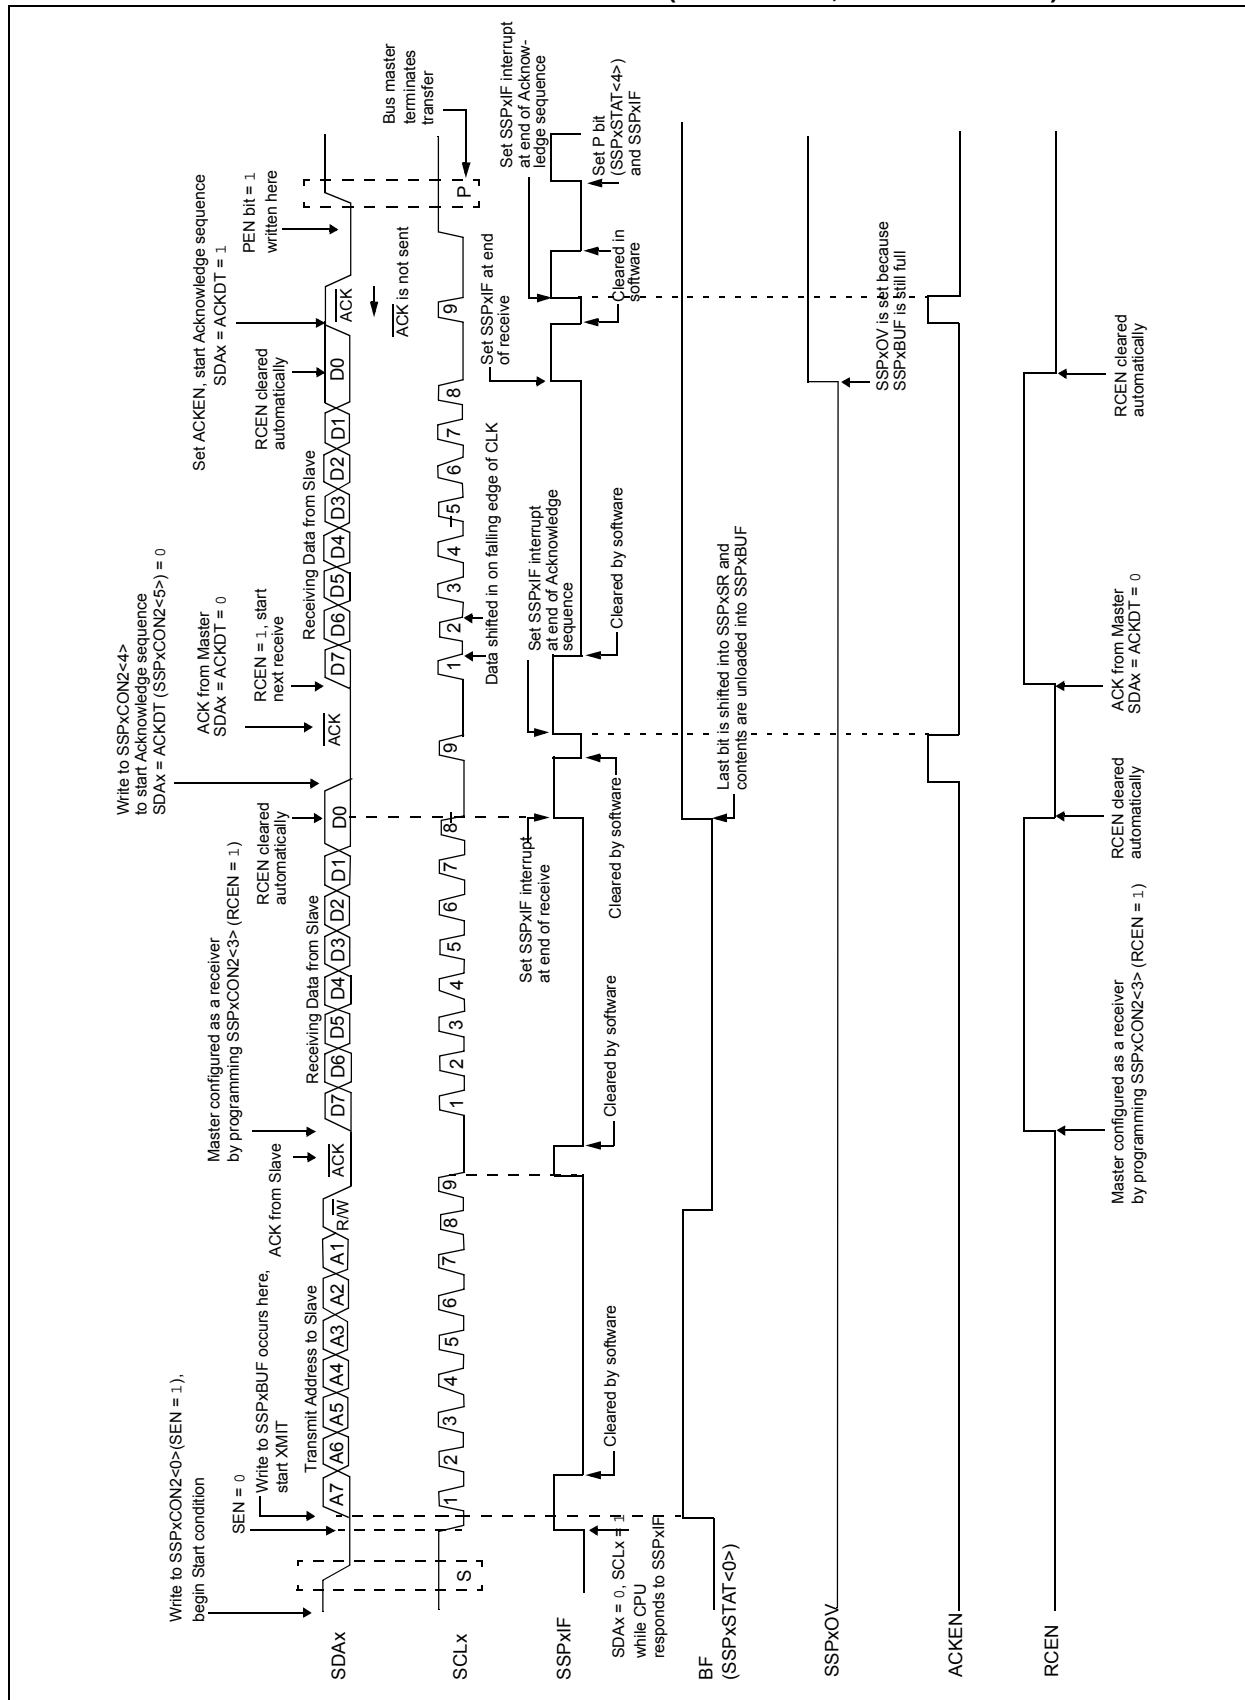 Write to SSPxCON2<0>(SEN = 1),
begin Start condition
SEN = 0
Write to SSPxBUF occurs here,
start XMIT
Transmit Address to Slave
ACK from Slave
Master configured as a receiver
by programming SSPxCON2<3> (RCEN = 1)
Receiving Data from Slave
RCEN cleared
automatically
Write to SSPxCON2<4>
to start Acknowledge sequence
SDAx = ACKDT (SSPxCON2<5>) = 0
ACK from Master
SDAx = ACKDT = 0
RCEN = 1, start
next receive
Receiving Data from Slave
RCEN cleared
automatically
Set ACKEN, start Acknowledge sequence
SDAx = ACKDT = 1
PEN bit = 1
written here
SDAx
A7 A6 A5 A4 A3 A2 A1 R/W ACK D7 D6 D5 D4 D3 D2 D1 D0 ACK D7 D6 D5 D4 D3 D2 D1 D0 ACK
ACK is not sent
Bus master
terminates
transfer
SCLx
S 1 2 3 4 5 6 7 8 9 1 2 3 4 5 6 7 8 9 1 2 3 4 5 6 7 8 9 P
Data shifted in on falling edge of CLK
Set SSPxIF interrupt
at end of receive
Set SSPxIF interrupt
at end of Acknowledge
sequence
Set SSPxIF at end
of receive
Set SSPxIF interrupt
at end of Acknow-
ledge sequence
SSPxIF
SDAx = 0, SCLx = 1
while CPU
responds to SSPxIF
Cleared by software
Cleared by software
Cleared by software
Cleared by software
Cleared in
software
Set P bit
(SSPxSTAT<4>)
and SSPxIF
BF
(SSPxSTAT<0>)
Last bit is shifted into SSPxSR and
contents are unloaded into SSPxBUF
SSPxOV
SSPxOV is set because
SSPxBUF is still full
ACKEN
RCEN
Master configured as a receiver
by programming SSPxCON2<3> (RCEN = 1)
RCEN cleared
automatically
ACK from Master
SDAx = ACKDT = 0
RCEN cleared
automatically